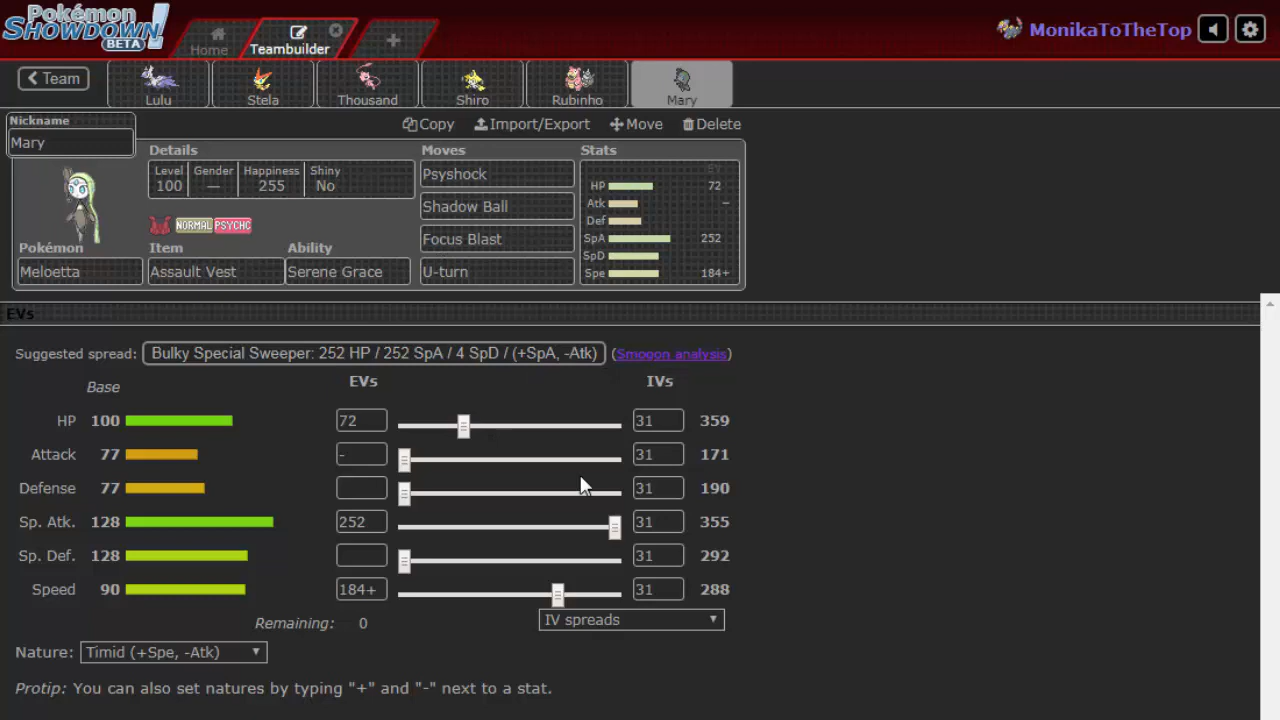 Pokémon
SHOWDOWN!
BETA
Home
Teambuilder
+
MonikaToTheTop
Team
Lulu
Stela
Thousand
Shiro
Rubinho
Mary
Nickname
Mary
Copy
Import/Export
Move
Delete
Details
Level Gender Happiness Shiny
100 — 255 No
NORMAL PSYCHC
Pokémon
Meloetta
Item
Assault Vest
Ability
Serene Grace
Moves
Psyshock
Shadow Ball
Focus Blast
U-turn
Stats
EV
HP 72
Atk –
Def
SpA 252
SpD
Spe 184+
EVs
Suggested spread: Bulky Special Sweeper: 252 HP / 252 SpA / 4 SpD / (+SpA, -Atk) (Smogon analysis)
Base EVs IVs
HP 100 72 31 359
Attack 77 - 31 171
Defense 77 31 190
Sp. Atk. 128 252 31 355
Sp. Def. 128 31 292
Speed 90 184+ 31 288
Remaining: 0 IV spreads
Nature: Timid (+Spe, -Atk)
Protip: You can also set natures by typing "+" and "-" next to a stat.